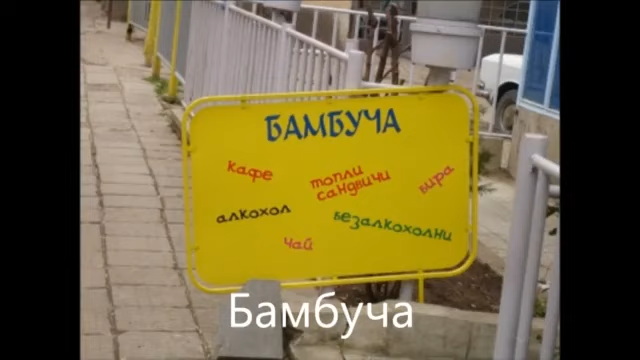 БАМБУЧА
кафе
топли
сандвичи
бира
алкохол
безалкохолни
чай
Бамбуча